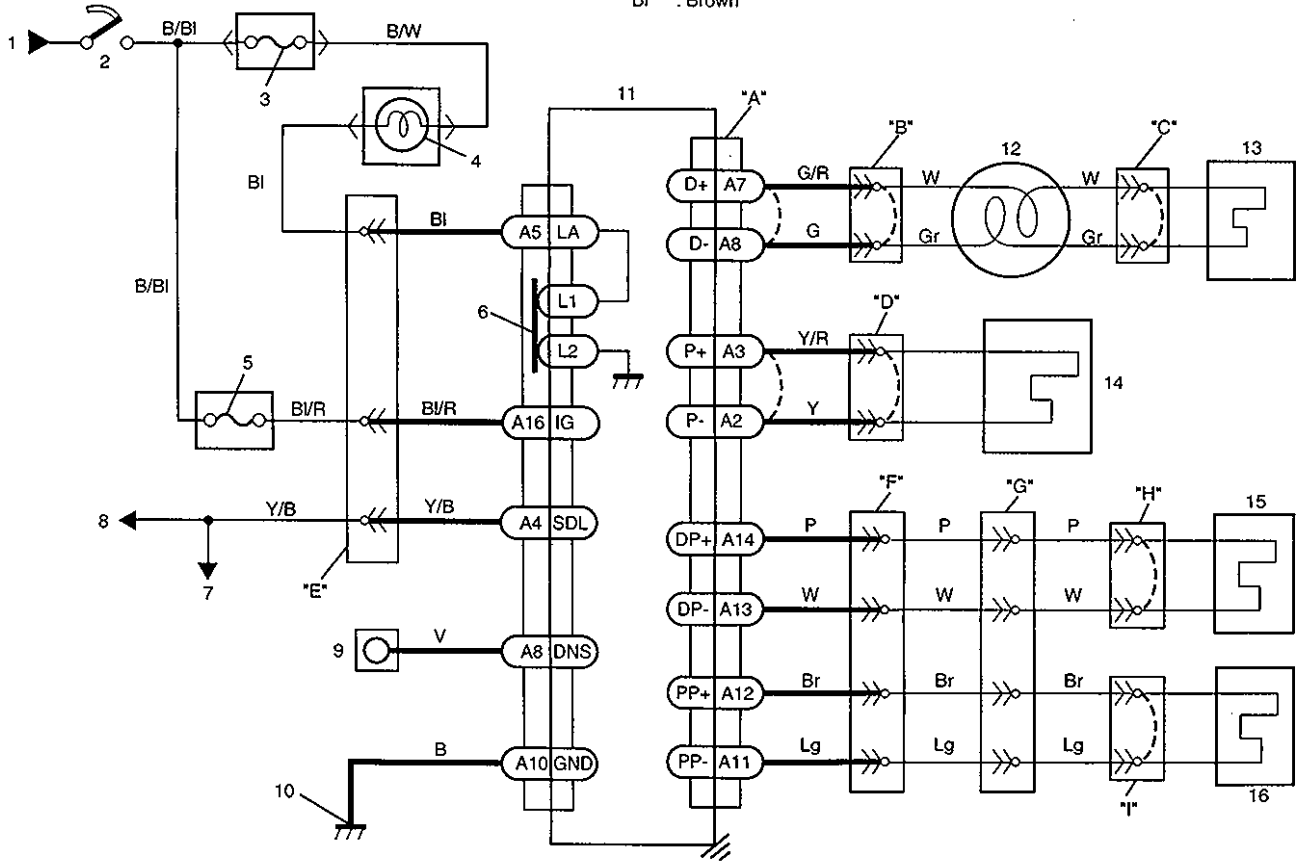 Br : Brown
1
2
B/Bl
3
B/W
4
Bl
11
"A"
"B"
12
"C"
13
D+ A7
G/R
W
W
D- A8
G
Gr
Gr
A5 LA
Bl
B/Bl
6
L1
L2
"D"
P+ A3
Y/R
14
P- A2
Y
5
Bl/R
Bl/R
A16 IG
8
Y/B
Y/B
A4 SDL
7
"E"
"F"
"G"
"H"
15
DP+ A14
P
P
P
DP- A13
W
W
W
9
V
A8 DNS
PP+ A12
Br
Br
Br
B
A10 GND
PP- A11
Lg
Lg
Lg
10
"I"
16